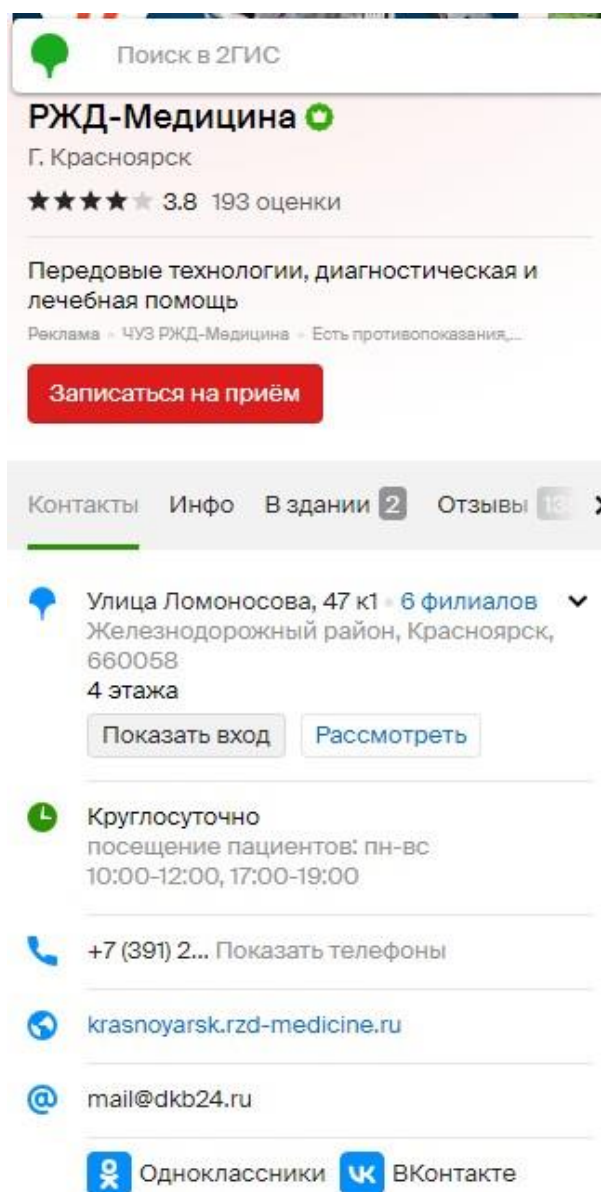 Поиск в 2ГИС
РЖД-Медицина
Г. Красноярск
3.8 193 оценки
Передовые технологии, диагностическая и
лечебная помощь
Реклама • ЧУЗ РЖД-Медицина • Есть противопоказания,...
Записаться на приём
Контакты Инфо В здании 2 Отзывы
Улица Ломоносова, 47 к1 • 6 филиалов
Железнодорожный район, Красноярск,
660058
4 этажа
Показать вход Рассмотреть
Круглосуточно
посещение пациентов: пн-вс
10:00-12:00, 17:00-19:00
+7 (391) 2... Показать телефоны
krasnoyarsk.rzd-medicine.ru
mail@dkb24.ru
Одноклассники ВКонтакте